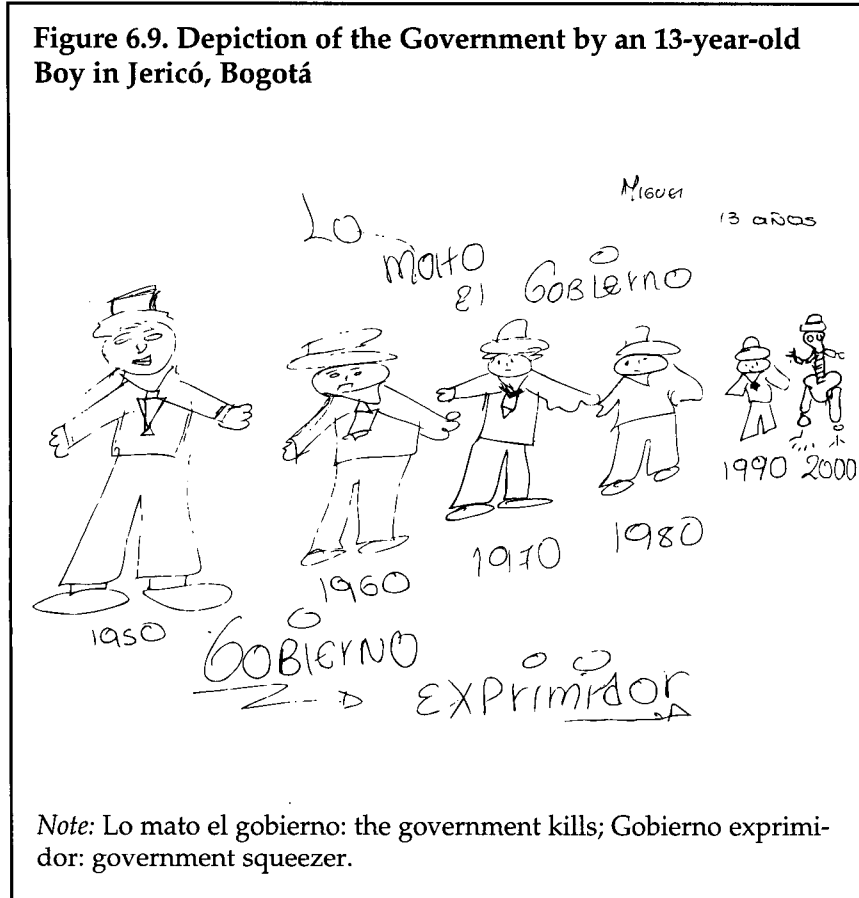 Figure 6.9. Depiction of the Government by an 13-year-old
Boy in Jericó, Bogotá
Miguel
13 años
Lo
mato
El Gobierno
1950
1960
1970
1980
1990
2000
Gobierno
Exprimidor
Note: Lo mato el gobierno: the government kills; Gobierno exprimi-
dor: government squeezer.